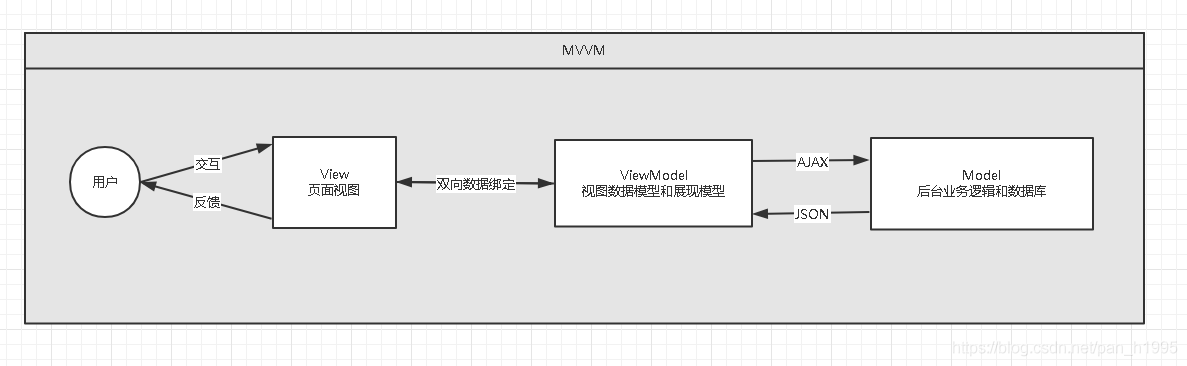 MVVM
用户
交互
反馈
View
页面视图
双向数据绑定
ViewModel
视图数据模型和展现模型
AJAX
JSON
Model
后台业务逻辑和数据库
https://blog.csdn.net/pan_h1995